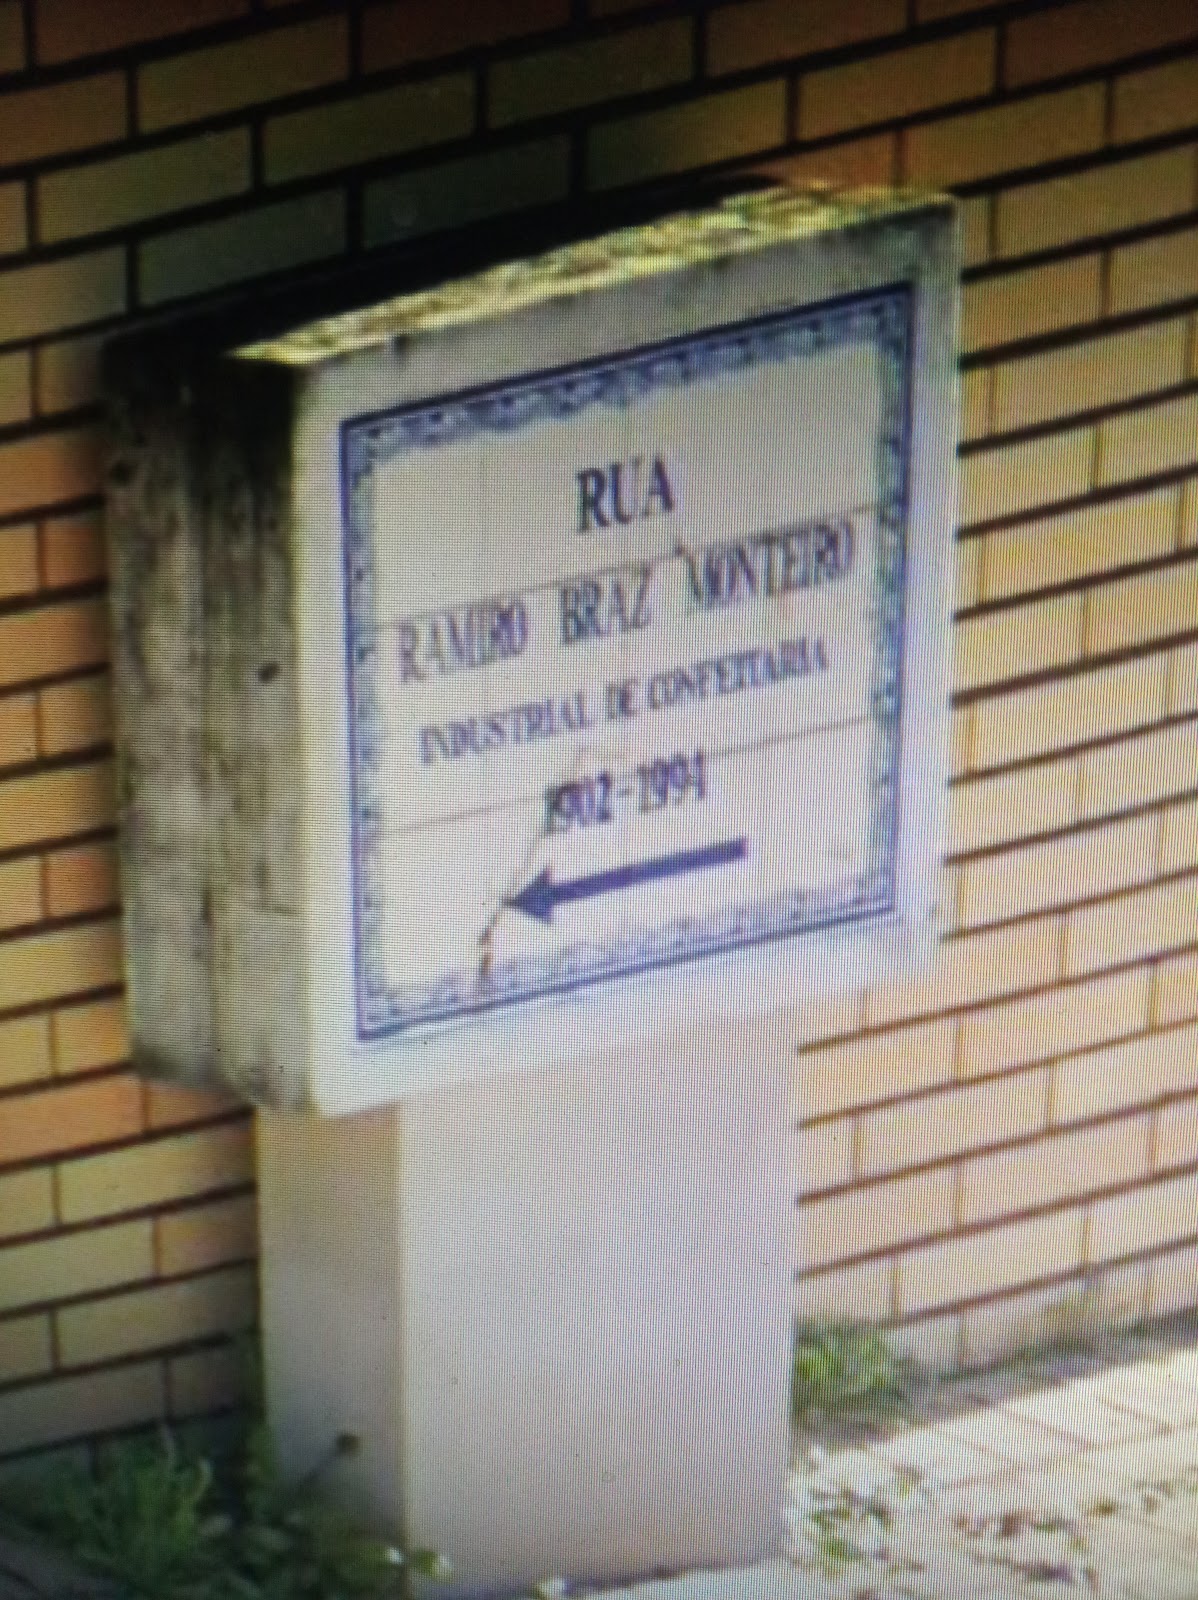 RUA
RAMIRO BRAZ MONTEIRO
INDUSTRIAL DE CONFEITARIA
1902-1994